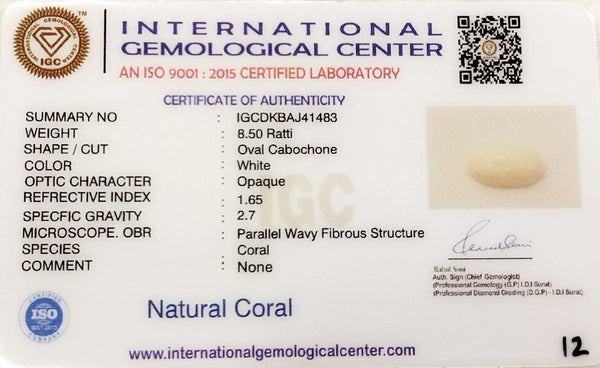 INTERNATIONAL
GEMOLOGICAL CENTER
AN ISO 9001 : 2015 CERTIFIED LABORATORY
IGC
CERTIFICATE OF AUTHENTICITY
SUMMARY NO : IGCDKBAJ41483
WEIGHT : 8.50 Ratti
SHAPE / CUT : Oval Cabochone
COLOR : White
OPTIC CHARACTER : Opaque
REFRECTIVE INDEX : 1.65
SPECFIC GRAVITY : 2.7
MICROSCOPE. OBR : Parallel Wavy Fibrous Structure
SPECIES : Coral
COMMENT : None
IGC
Rahul Soni
Auth. Sign (Chief Gemologist)
(Professional Gemology (G.P) I.D.I Surat)
(Professional Diamond Grading (D.G.P) - I.D.I Surat)
ISO
Natural Coral
www.internationalgemologicalcenter.com
12